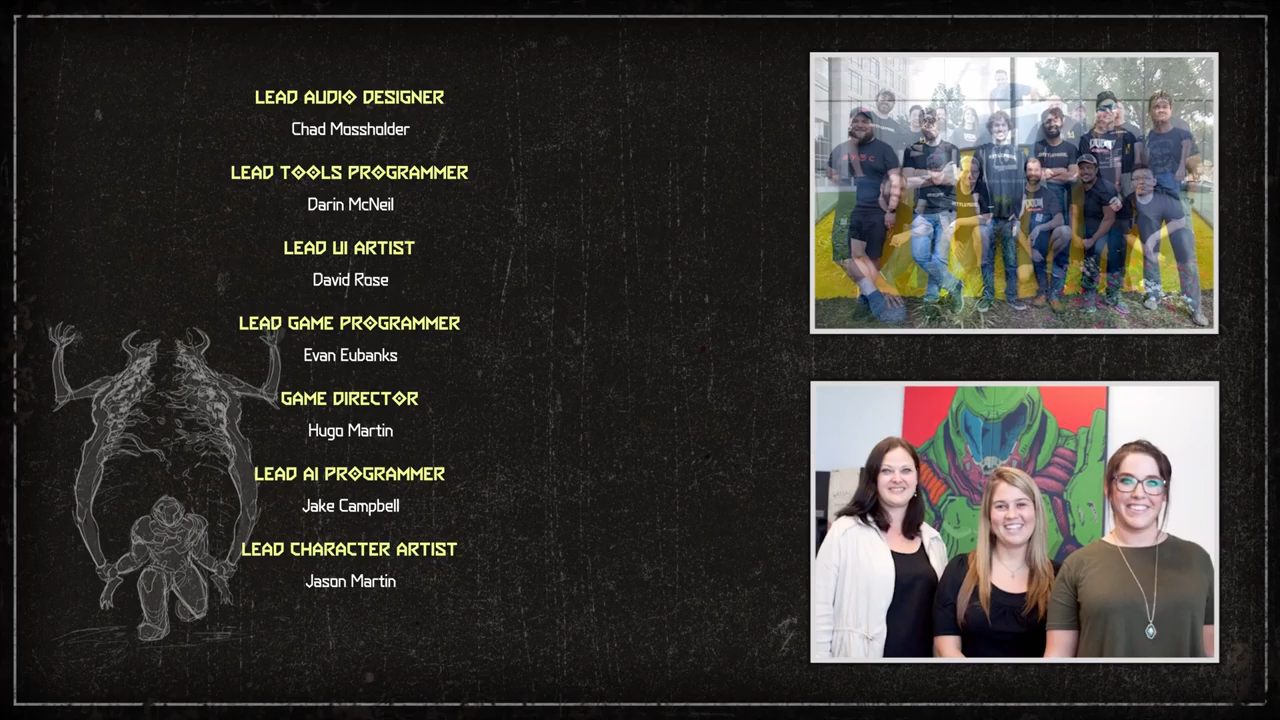 LEAD AUDIO DESIGNER
Chad Mossholder
LEAD TOOLS PROGRAMMER
Darin McNeil
LEAD UI ARTIST
David Rose
LEAD GAME PROGRAMMER
Evan Eubanks
GAME DIRECTOR
Hugo Martin
LEAD AI PROGRAMMER
Jake Campbell
LEAD CHARACTER ARTIST
Jason Martin